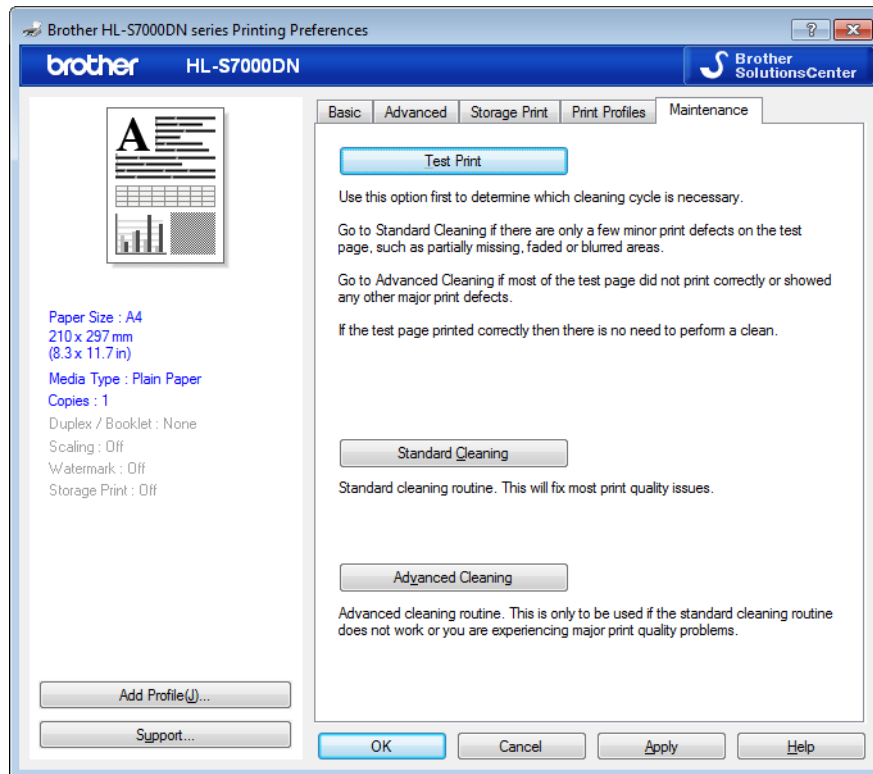 Brother HL-S7000DN series Printing Preferences
brother HL-S7000DN
Brother
SolutionsCenter
A
Paper Size : A4
210 x 297 mm
(8.3 x 11.7 in)
Media Type : Plain Paper
Copies : 1
Duplex / Booklet : None
Scaling : Off
Watermark : Off
Storage Print : Off
Add Profile(J)...
Support...
Basic Advanced Storage Print Print Profiles Maintenance
Test Print
Use this option first to determine which cleaning cycle is necessary.
Go to Standard Cleaning if there are only a few minor print defects on the test
page, such as partially missing, faded or blurred areas.
Go to Advanced Cleaning if most of the test page did not print correctly or showed
any other major print defects.
If the test page printed correctly then there is no need to perform a clean.
Standard Cleaning
Standard cleaning routine. This will fix most print quality issues.
Advanced Cleaning
Advanced cleaning routine. This is only to be used if the standard cleaning routine
does not work or you are experiencing major print quality problems.
OK Cancel Apply Help